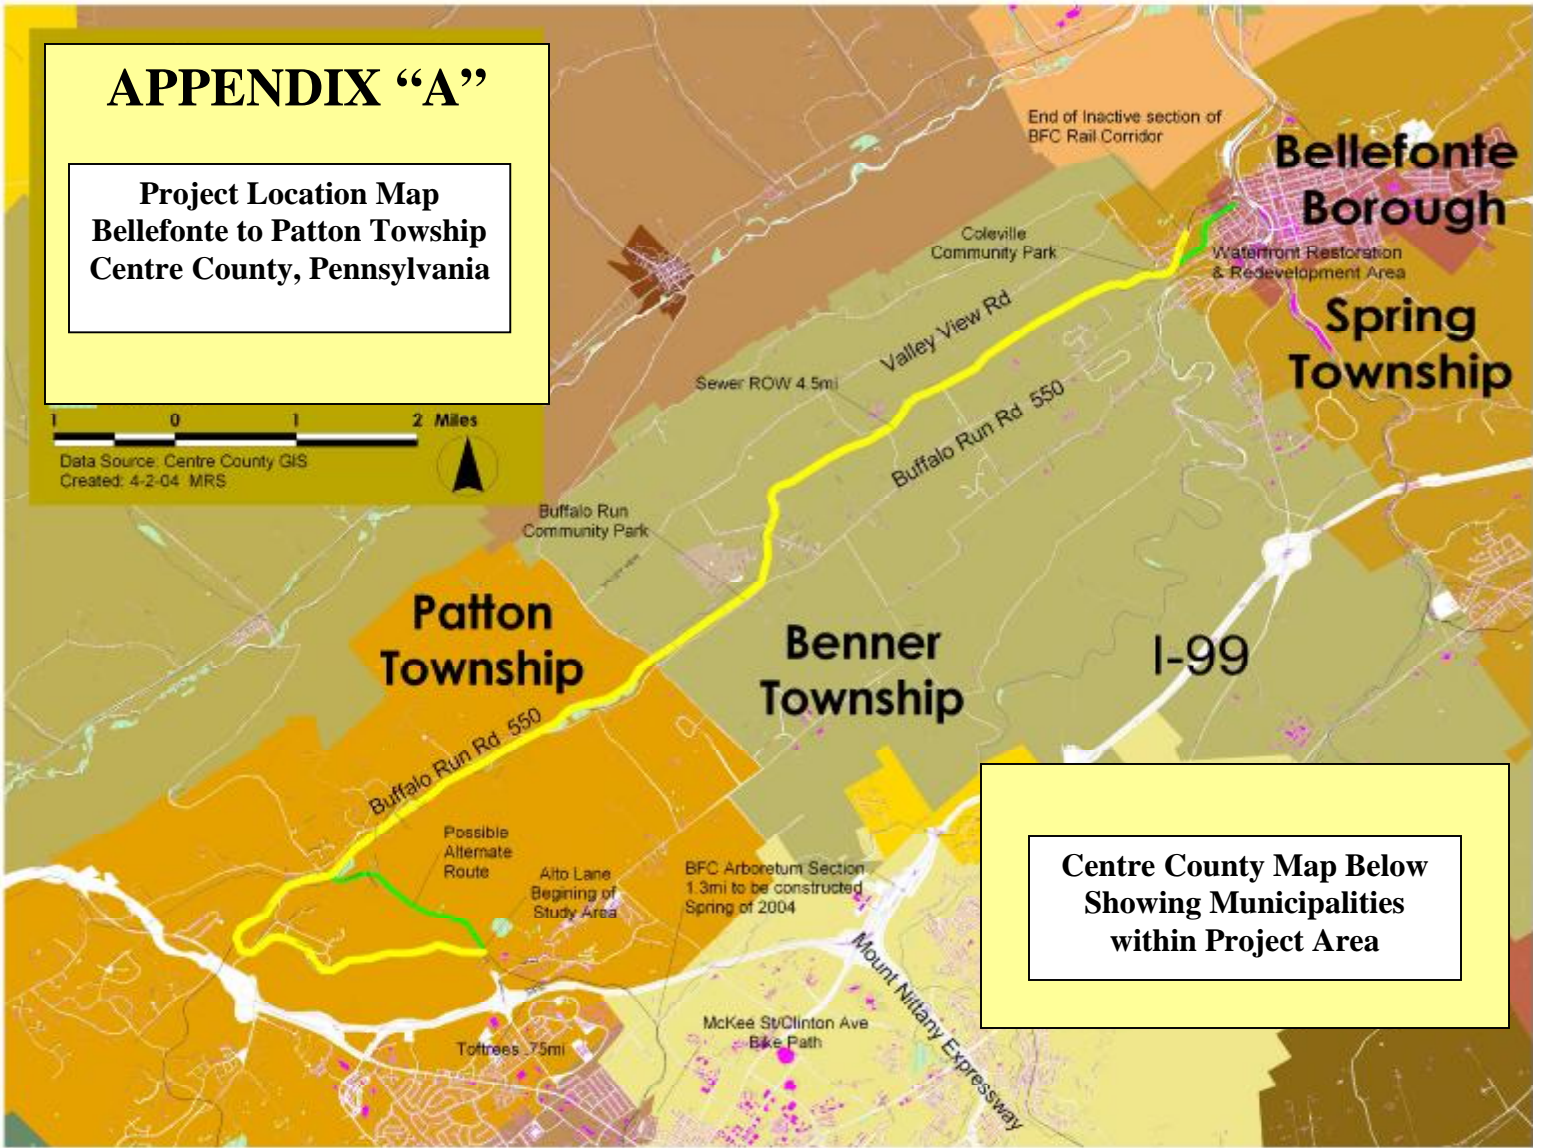 APPENDIX “A”
Project Location Map
Bellefonte to Patton Towship
Centre County, Pennsylvania
1 0 1 2 Miles
Data Source: Centre County GIS
Created: 4-2-04 MRS
End of Inactive section of
BFC Rail Corridor
Bellefonte
Borough
Coleville
Community Park
Waterfront Restoration
& Redevelopment Area
Spring
Township
Valley View Rd
Sewer ROW 4.5mi
Buffalo Run Rd 550
Buffalo Run
Community Park
Patton
Township
Benner
Township
I-99
Buffalo Run Rd 550
Possible
Alternate
Route
Alto Lane
Begining of
Study Area
BFC Arboretum Section
1.3mi to be constructed
Spring of 2004
Centre County Map Below
Showing Municipalities
within Project Area
Mount Nittany Expressway
McKee St/Clinton Ave
Bike Path
Toftrees .75mi